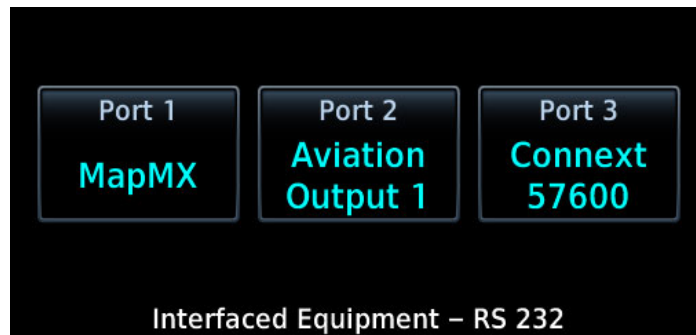 Port 1
MapMX
Port 2
Aviation
Output 1
Port 3
Connext
57600
Interfaced Equipment – RS 232